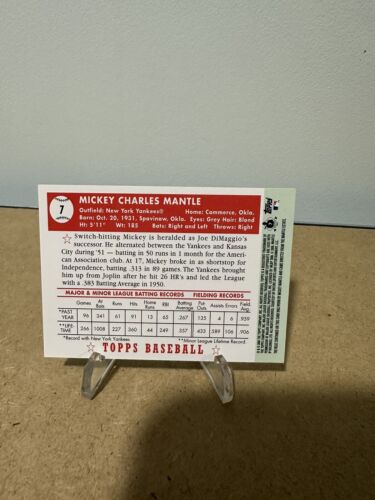 7
MICKEY CHARLES MANTLE
Outfield: New York Yankees® Home: Commerce, Okla.
Born: Oct. 20, 1931, Spavinaw, Okla. Eyes: Grey Hair: Blond
Ht: 5'11" Wt: 185 Bats: Right and Left Throws: Right
Switch-hitting Mickey is heralded as Joe DiMaggio's
successor. He alternated between the Yankees and Kansas
City during '51 — batting in 50 runs in 1 month for the Amer-
ican Association club. At 17, Mickey broke in as shortstop for
Independence, batting .313 in 89 games. The Yankees brought
him up from Joplin after he hit 26 HR's and led the League
with a .383 Batting Average in 1950.
MAJOR & MINOR LEAGUE BATTING RECORDS FIELDING RECORDS
Games At Bat Runs Hits Home Runs RBI Batting Average Put-Outs Assists Errors Field. Avg.
*PAST YEAR 96 341 61 91 13 65 .267 135 4 6 .959
**LIFE-TIME 266 1008 227 360 44 249 .357 433 589 106 .906
*Record with New York Yankees **Minor League Lifetime Record.
TOPPS BASEBALL
topps